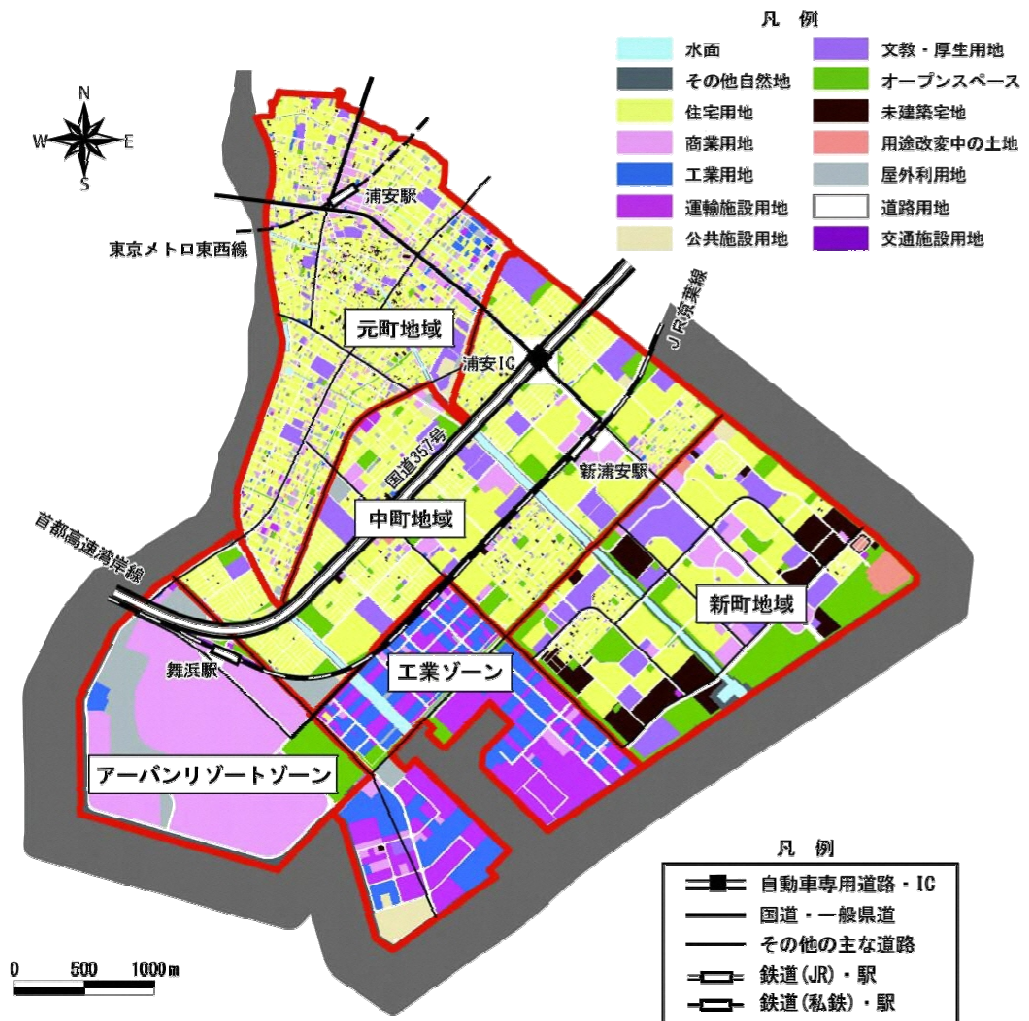 凡 例
水面
文教・厚生用地
その他自然地
オープンスペース
住宅用地
未建築宅地
商業用地
用途改変中の土地
工業用地
屋外利用地
運輸施設用地
道路用地
公共施設用地
交通施設用地
N
W
E
S
浦安駅
東京メトロ東西線
元町地域
浦安IC
JR京葉線
国道357号
新浦安駅
中町地域
首都高速湾岸線
新町地域
舞浜駅
工業ゾーン
アーバンリゾートゾーン
凡 例
自動車専用道路・IC
国道・一般県道
その他の主な道路
鉄道(JR)・駅
鉄道(私鉄)・駅
0 500 1000m